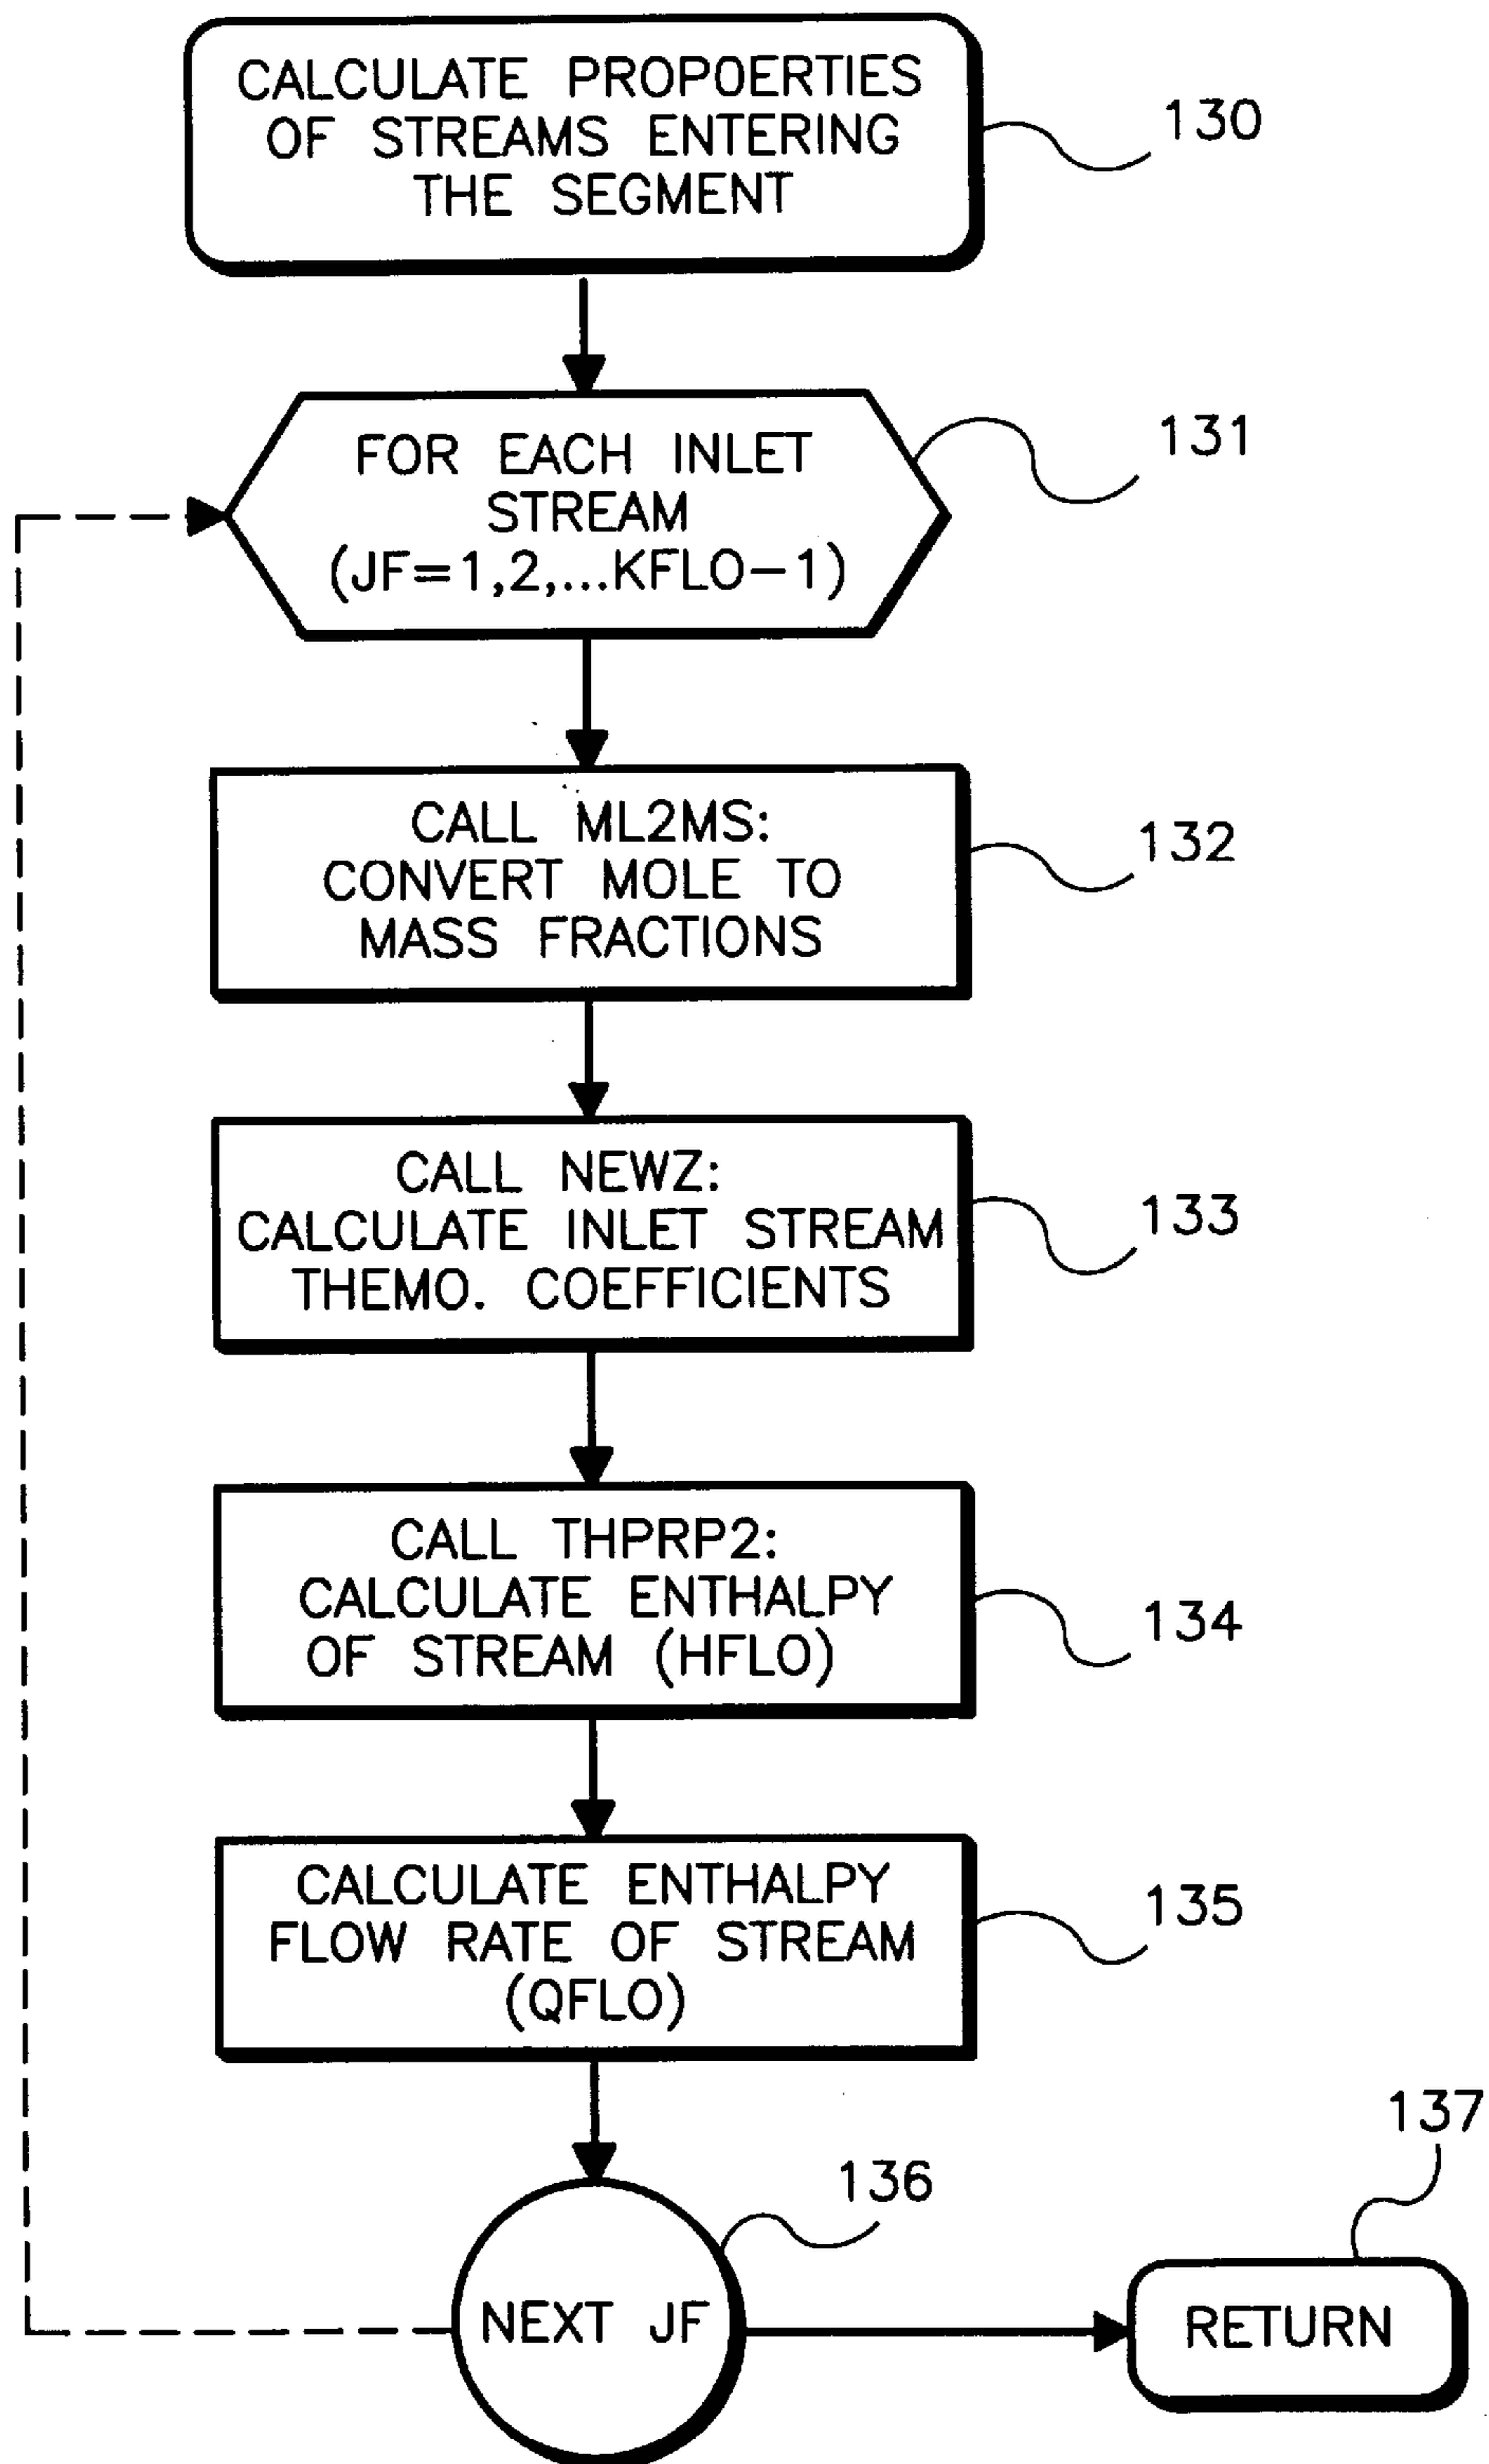 CALCULATE PROPOERTIES
OF STREAMS ENTERING
THE SEGMENT
130
FOR EACH INLET
STREAM
(JF=1,2,...KFLO-1)
131
CALL ML2MS:
CONVERT MOLE TO
MASS FRACTIONS
132
CALL NEWZ:
CALCULATE INLET STREAM
THEMO. COEFFICIENTS
133
CALL THPRP2:
CALCULATE ENTHALPY
OF STREAM (HFLO)
134
CALCULATE ENTHALPY
FLOW RATE OF STREAM
(QFLO)
135
NEXT JF
136
RETURN
137